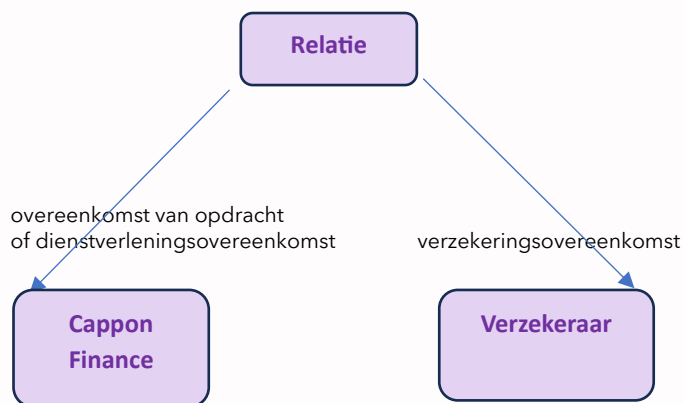 Relatie
overeenkomst van opdracht
of dienstverleningsovereenkomst
verzekeringsovereenkomst
Cappon
Finance
Verzekeraar